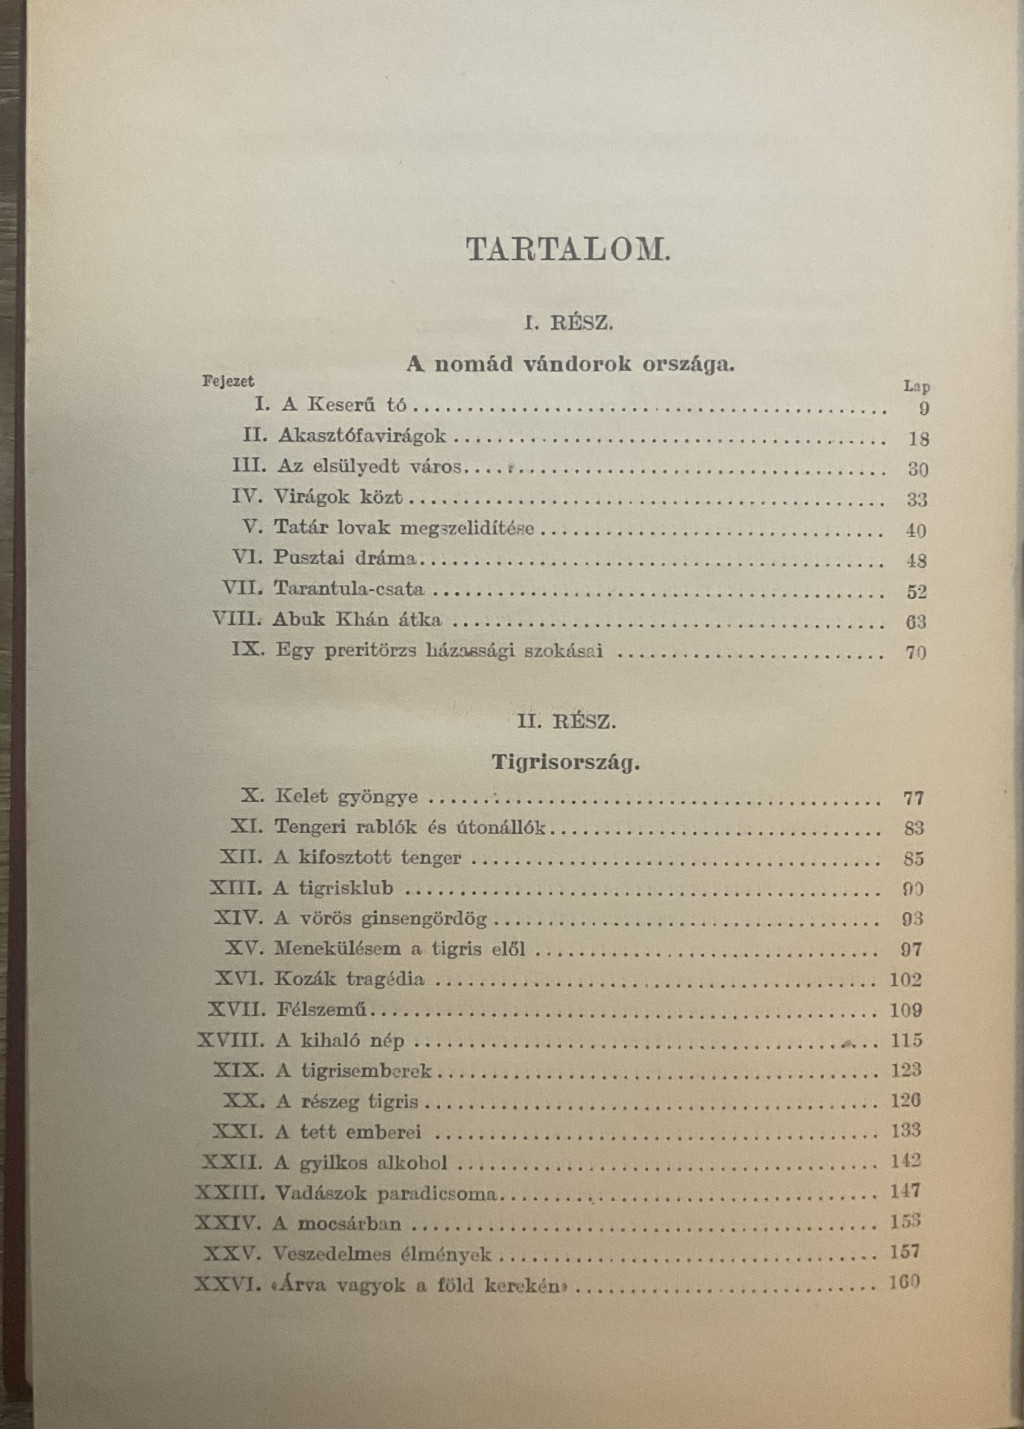 TARTALOM.
I. RÉSZ.
A nomád vándorok országa.
Fejezet Lap
I. A Keserű tó 9
II. Akasztófavirágok 18
III. Az elsülyedt város 30
IV. Virágok közt 33
V. Tatár lovak megszelidítése 40
VI. Pusztai dráma 48
VII. Tarantula-csata 52
VIII. Abuk Khán átka 63
IX. Egy preritörzs házassági szokásai 70
II. RÉSZ.
Tigrisország.
X. Kelet gyöngye 77
XI. Tengeri rablók és útonállók 83
XII. A kifosztott tenger 85
XIII. A tigrisklub 90
XIV. A vörös ginsengördög 93
XV. Menekülésem a tigris elől 97
XVI. Kozák tragédia 102
XVII. Félszemű 109
XVIII. A kihaló nép 115
XIX. A tigrisemberek 123
XX. A részeg tigris 126
XXI. A tett emberei 133
XXII. A gyilkos alkohol 142
XXIII. Vadászok paradicsoma 147
XXIV. A mocsárban 153
XXV. Veszedelmes élmények 157
XXVI. «Árva vagyok a föld kerekén» 160